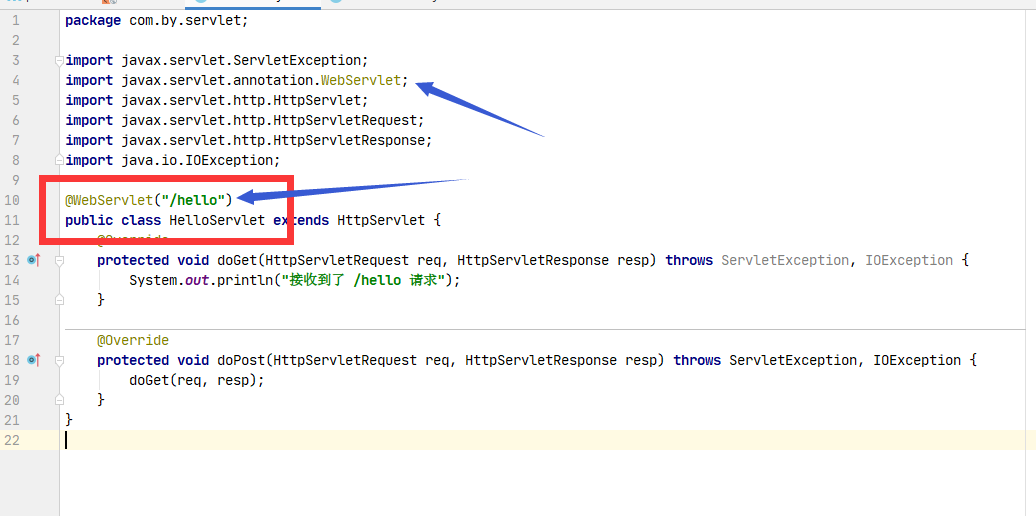 1 package com.by.servlet;
2
3 import javax.servlet.ServletException;
4 import javax.servlet.annotation.WebServlet;
5 import javax.servlet.http.HttpServlet;
6 import javax.servlet.http.HttpServletRequest;
7 import javax.servlet.http.HttpServletResponse;
8 import java.io.IOException;
9
10 @WebServlet("/hello")
11 public class HelloServlet extends HttpServlet {
12 @Override
13 protected void doGet(HttpServletRequest req, HttpServletResponse resp) throws ServletException, IOException {
14 System.out.println("接收到了 /hello 请求");
15 }
16
17 @Override
18 protected void doPost(HttpServletRequest req, HttpServletResponse resp) throws ServletException, IOException {
19 doGet(req, resp);
20 }
21 }
22